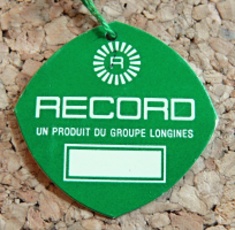 R
RECORD
UN PRODUIT DU GROUPE LONGINES